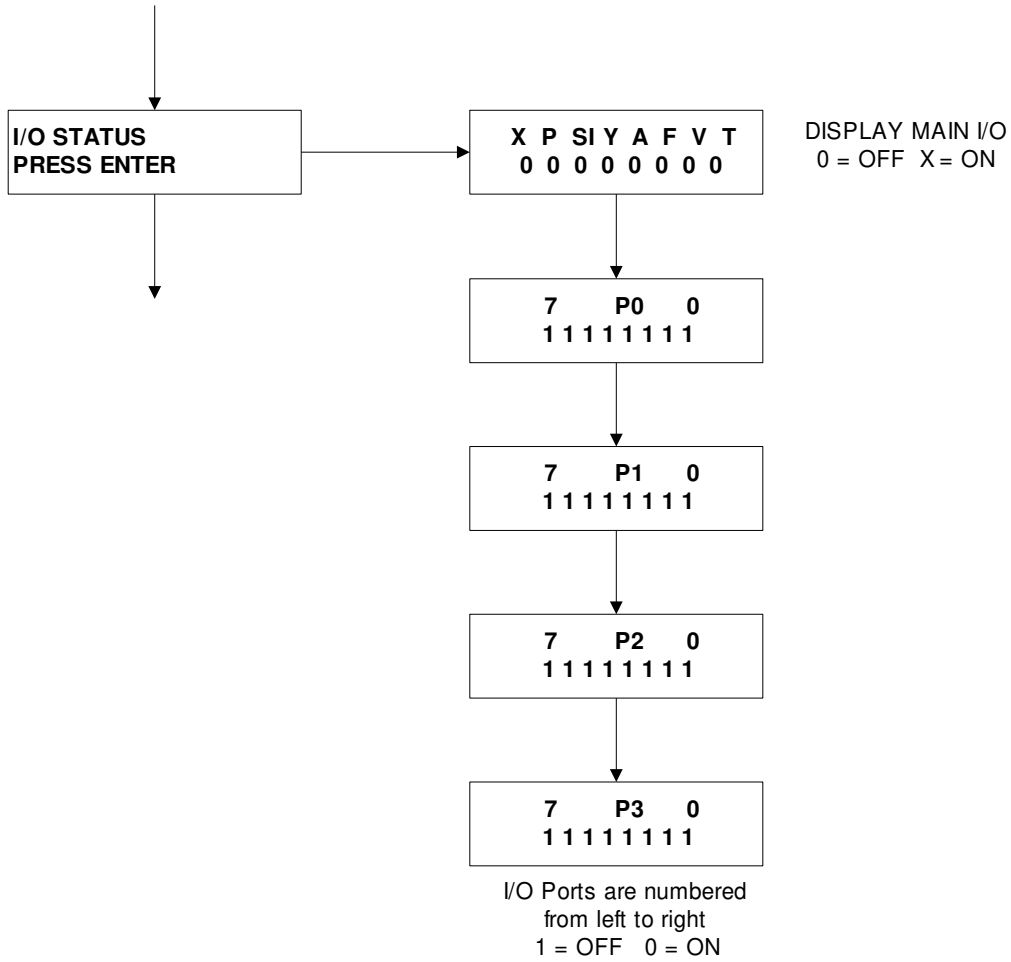 I/O STATUS
PRESS ENTER
X P SI Y A F V T
0 0 0 0 0 0 0 0
DISPLAY MAIN I/O
0 = OFF X = ON
7 P0 0
1 1 1 1 1 1 1 1
7 P1 0
1 1 1 1 1 1 1 1
7 P2 0
1 1 1 1 1 1 1 1
7 P3 0
1 1 1 1 1 1 1 1
I/O Ports are numbered
from left to right
1 = OFF 0 = ON